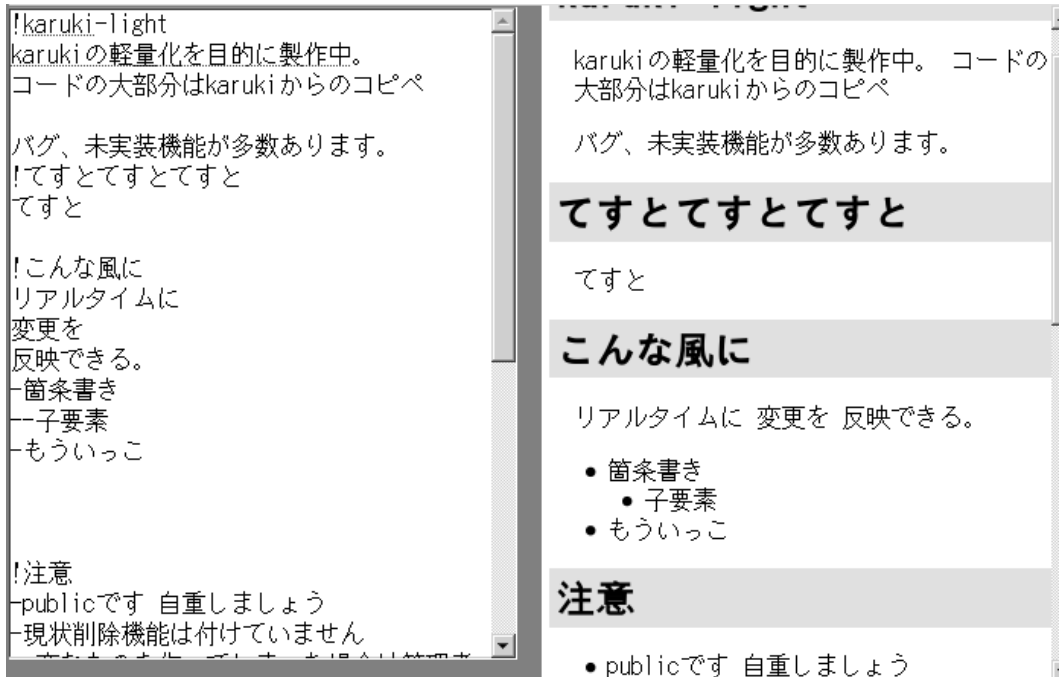 !karuki-light
karukiの軽量化を目的に製作中。
コードの大部分はkarukiからのコピペ
バグ、未実装機能が多数あります。
!てすとてすとてすと
てすと
!こんな風に
リアルタイムに
変更を
反映できる。
-箇条書き
--子要素
-もういっこ
!注意
-publicです 自重しましょう
-現状削除機能は付けていません
karukiの軽量化を目的に製作中。 コードの
大部分はkarukiからのコピペ
バグ、未実装機能が多数あります。
てすとてすとてすと
てすと
こんな風に
リアルタイムに 変更を 反映できる。
• 箇条書き
• 子要素
• もういっこ
注意
• publicです 自重しましょう